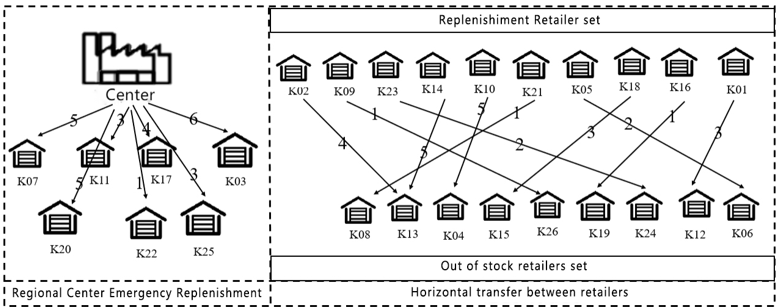 Replenishiment Retailer set
K02 K09 K23 K14 K10 K21 K05 K18 K16 K01
Center
5 3 4 6
K07 K11 K17 K03
5 1 3
K20 K22 K25
4 1 5 5 2 1 3 2 1 3
K08 K13 K04 K15 K26 K19 K24 K12 K06
Out of stock retailers set
Regional Center Emergency Replenishment
Horizontal transfer between retailers